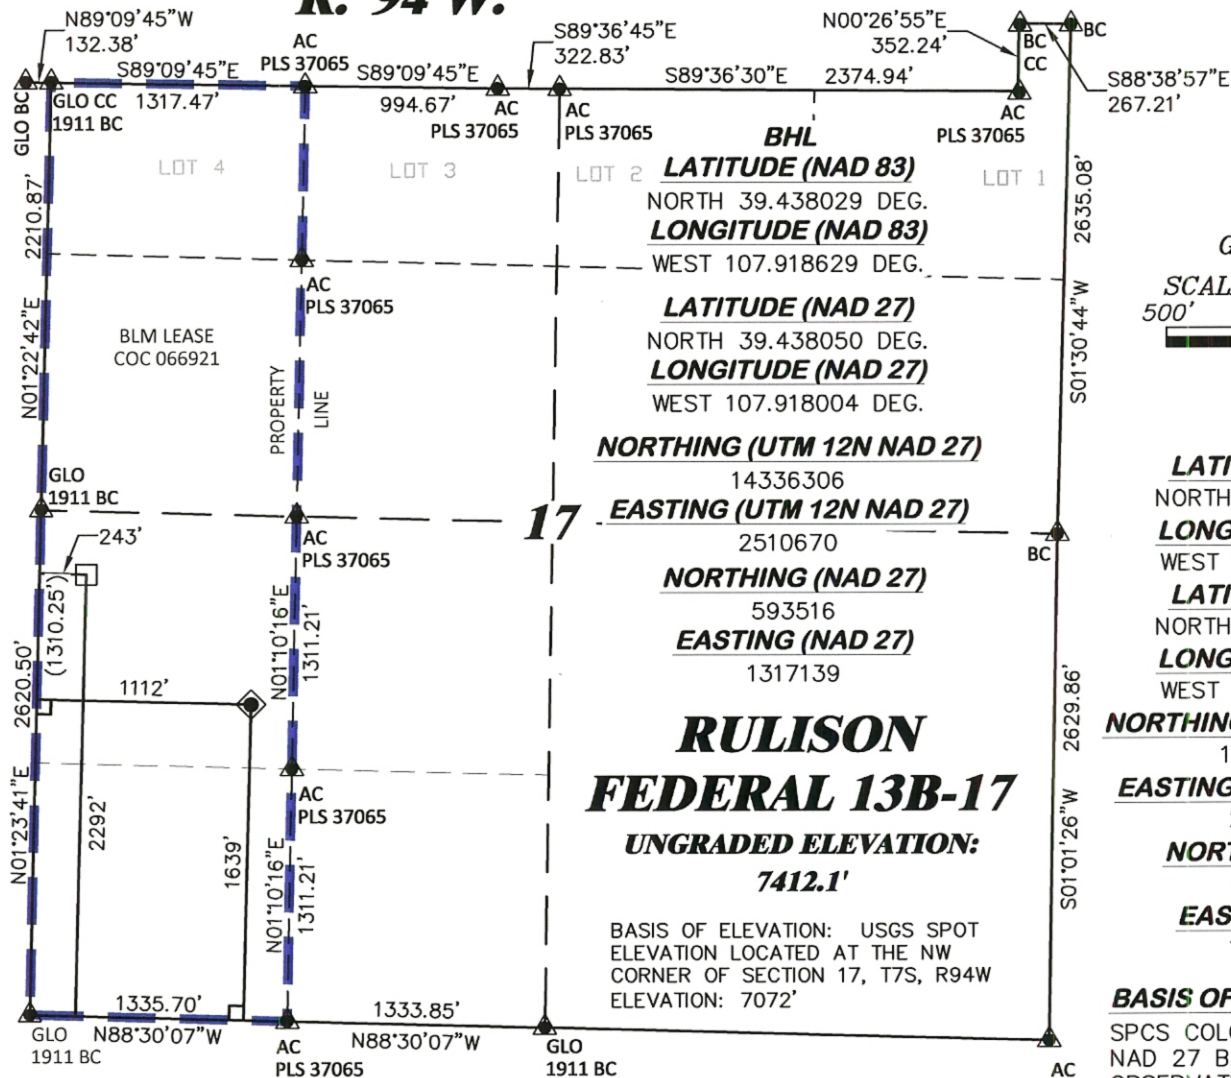 R. 94 W.
N89°09'45"W
132.38'
S89°09'45"E
1317.47'
AC
PLS 37065
S89°09'45"E
994.67'
AC
PLS 37065
S89°36'45"E
322.83'
AC
PLS 37065
S89°36'30"E
2374.94'
N00°26'55"E
352.24'
BC
CC
BC
S88°38'57"E
267.21'
AC
PLS 37065
GLO BC
GLO CC
1911 BC
LOT 4
LOT 3
LOT 2
LOT 1
2210.87'
N01°22'42"E
BLM LEASE
COC 066921
AC
PLS 37065
PROPERTY
LINE
BHL
LATITUDE (NAD 83)
NORTH 39.438029 DEG.
LONGITUDE (NAD 83)
WEST 107.918629 DEG.
LATITUDE (NAD 27)
NORTH 39.438050 DEG.
LONGITUDE (NAD 27)
WEST 107.918004 DEG.
NORTHING (UTM 12N NAD 27)
14336306
EASTING (UTM 12N NAD 27)
2510670
NORTHING (NAD 27)
593516
EASTING (NAD 27)
1317139
2635.08'
S01°30'44"W
SCAL
500'
GLO
1911 BC
AC
PLS 37065
17
BC
243'
(1310.25')
2620.50'
N01°23'41"E
1112'
2292'
1639'
N01°10'16"E
1311.21'
AC
PLS 37065
N01°10'16"E
1311.21'
RULISON
FEDERAL 13B-17
UNGRADED ELEVATION:
7412.1'
BASIS OF ELEVATION: USGS SPOT
ELEVATION LOCATED AT THE NW
CORNER OF SECTION 17, T7S, R94W
ELEVATION: 7072'
2629.86'
S01°01'26"W
LATI
NORTH
LONG
WEST
LATI
NORTH
LONG
WEST
NORTHING
1
EASTING
NORT
EAS
BASIS OF
SPCS COLO
NAD 27 B
1335.70'
N88°30'07"W
1333.85'
N88°30'07"W
GLO
1911 BC
AC
PLS 37065
GLO
1911 BC
AC